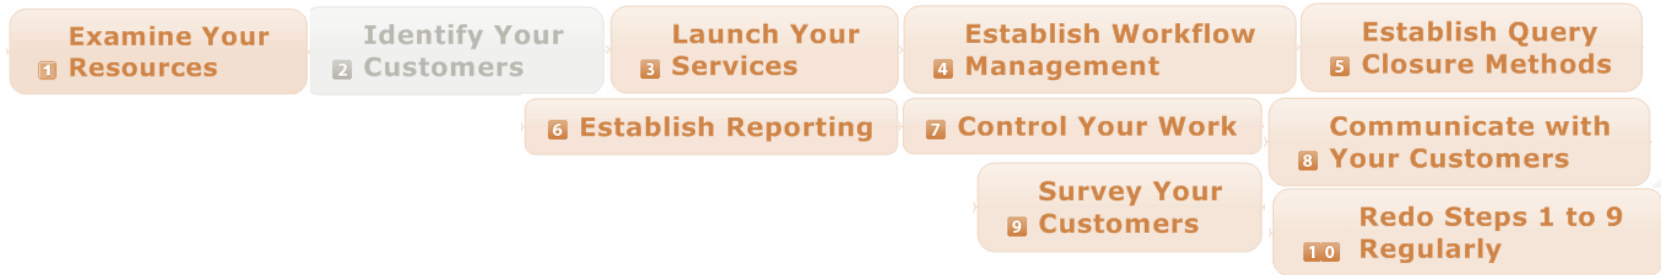 Examine Your
1 Resources
Identify Your
2 Customers
Launch Your
3 Services
Establish Workflow
4 Management
Establish Query
5 Closure Methods
6 Establish Reporting
7 Control Your Work
Communicate with
8 Your Customers
Survey Your
9 Customers
Redo Steps 1 to 9
10 Regularly